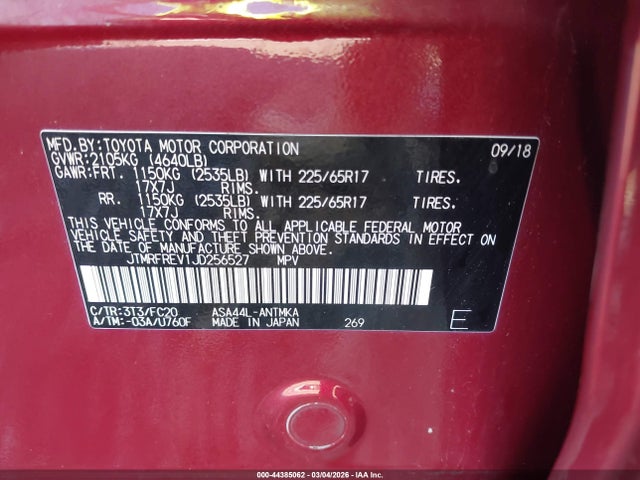 MFD.BY:TOYOTA MOTOR CORPORATION 09/18
GVWR:2105KG (4640LB)
GAWR:FRT. 1150KG (2535LB) WITH 225/65R17 TIRES.
17X7J RIMS.
RR. 1150KG (2535LB) WITH 225/65R17 TIRES.
17X7J RIMS.
THIS VEHICLE CONFORMS TO ALL APPLICABLE FEDERAL MOTOR
VEHICLE SAFETY AND THEFT PREVENTION STANDARDS IN EFFECT ON
THE DATE OF MANUFACTURE SHOWN ABOVE.
JTMRFREV1JD256527 MPV
C/TR:3T3/FC20 ASA44L-ANTMKA
A/TM:-03A/U760F MADE IN JAPAN 269 E
000-44385062 - 03/04/2026 - IAA Inc.